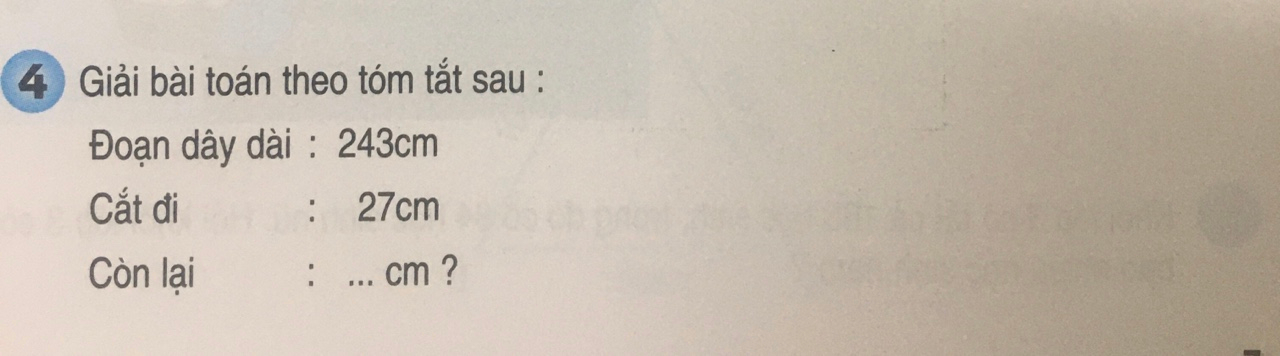 4 Giải bài toán theo tóm tắt sau :
Đoạn dây dài : 243cm
Cắt đi : 27cm
Còn lại : ... cm ?